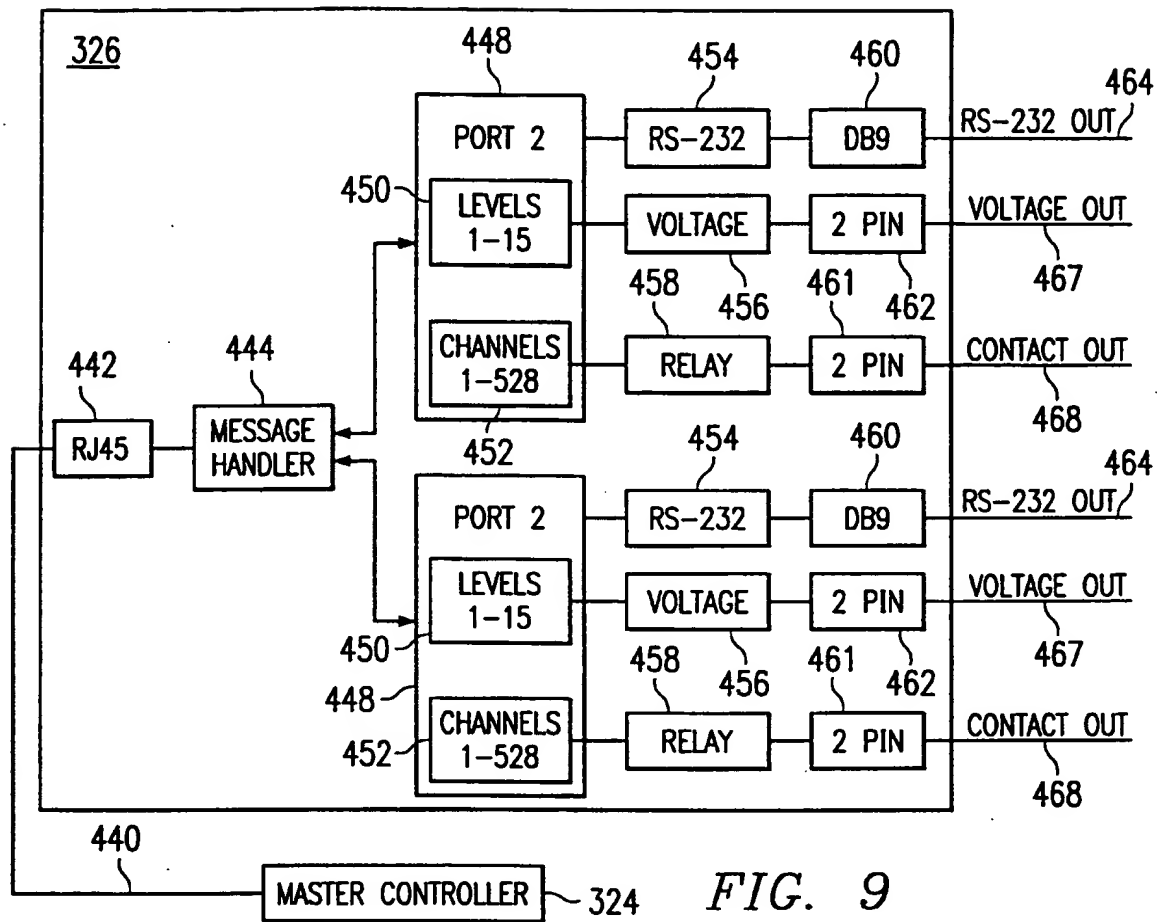 326
448
454
460
464
PORT 2
RS-232
DB9
RS-232 OUT
450
LEVELS
1-15
VOLTAGE
2 PIN
VOLTAGE OUT
458
456
461
462
467
CHANNELS
1-528
RELAY
2 PIN
CONTACT OUT
442
444
452
454
460
468
RJ45
MESSAGE
HANDLER
464
PORT 2
RS-232
DB9
RS-232 OUT
LEVELS
1-15
VOLTAGE
2 PIN
VOLTAGE OUT
450
458
456
461
462
467
448
452
CHANNELS
1-528
RELAY
2 PIN
CONTACT OUT
468
440
MASTER CONTROLLER
324
FIG. 9